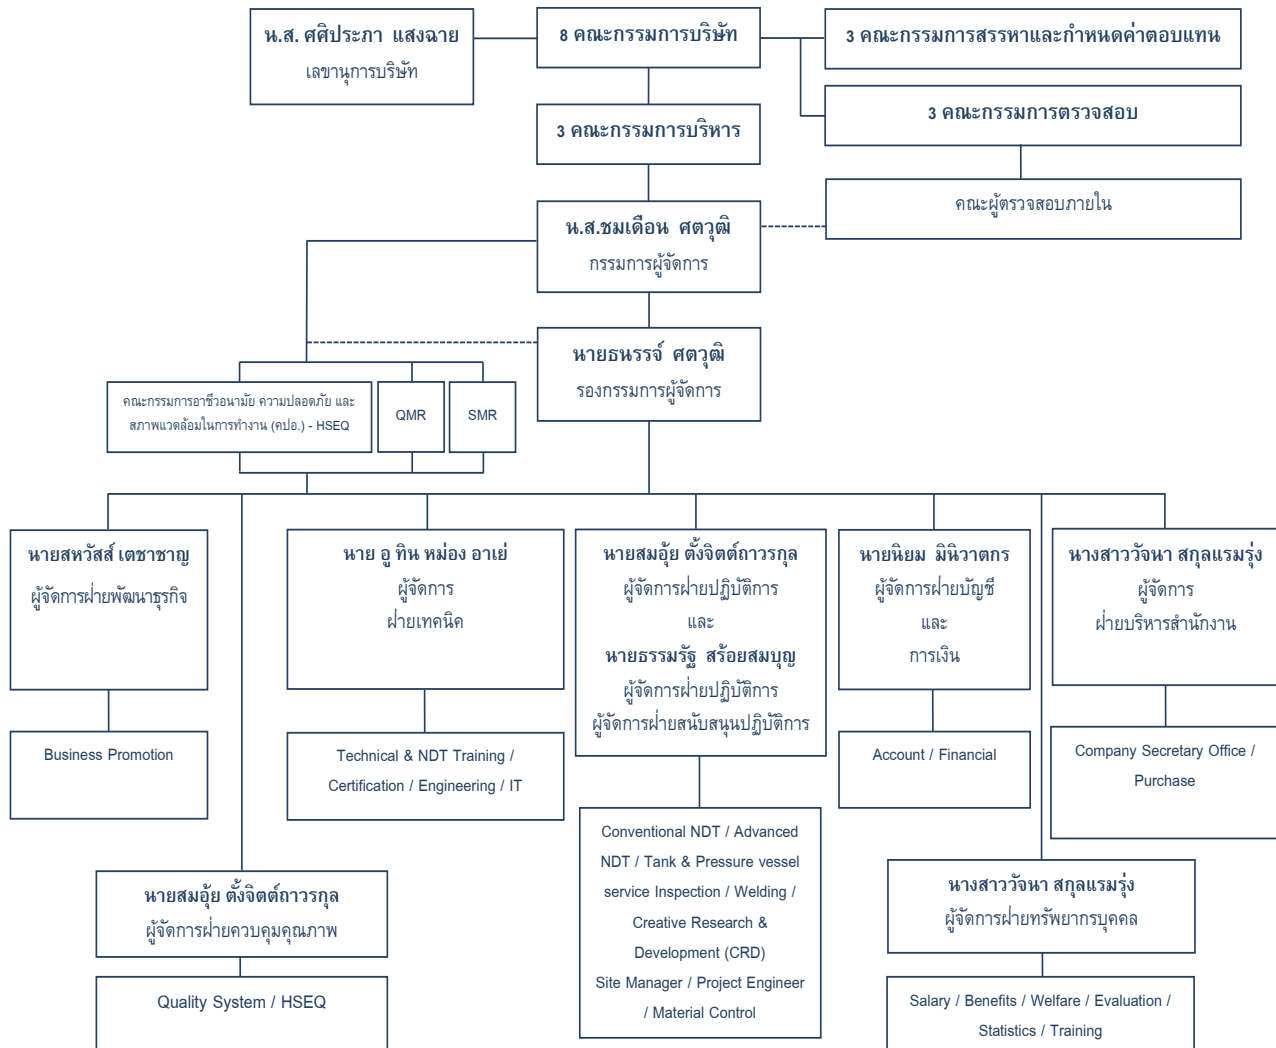 น.ส. ศศิประภา แสงฉาย
เลขานุการบริษัท
8 คณะกรรมการบริษัท
3 คณะกรรมการสรรหาและกำหนดค่าตอบแทน
3 คณะกรรมการตรวจสอบ
3 คณะกรรมการบริหาร
คณะผู้ตรวจสอบภายใน
น.ส.ชมเดือน ศตวุฒิ
กรรมการผู้จัดการ
นายธหรรจ์ ศตวุฒิ
รองกรรมการผู้จัดการ
คณะกรรมการอาชีวอนามัย ความปลอดภัย และ
สภาพแวดล้อมในการทำงาน (คปอ.) - HSEQ
QMR
SMR
นายสหวัสส์ เตชาชาญ
ผู้จัดการฝ่ายพัฒนาธุรกิจ
นาย อู ทิน หม่อง อาเย่
ผู้จัดการ
ฝ่ายเทคนิค
นายสมอุ้ย ตั้งจิตต์ถาวรกุล
ผู้จัดการฝ่ายปฏิบัติการ
และ
นายธรรมรัฐ สร้อยสมบุญ
ผู้จัดการฝ่ายปฏิบัติการ
ผู้จัดการฝ่ายสนับสนุนปฏิบัติการ
นายนิยม มินิวาตกร
ผู้จัดการฝ่ายบัญชี
และ
การเงิน
นางสาววัจนา สกุลแรมรุ่ง
ผู้จัดการ
ฝ่ายบริหารสำนักงาน
Business Promotion
Technical & NDT Training /
Certification / Engineering / IT
Account / Financial
Company Secretary Office /
Purchase
Conventional NDT / Advanced
NDT / Tank & Pressure vessel
service Inspection / Welding /
Creative Research &
Development (CRD)
Site Manager / Project Engineer
/ Material Control
นายสมอุ้ย ตั้งจิตต์ถาวรกุล
ผู้จัดการฝ่ายควบคุมคุณภาพ
Quality System / HSEQ
นางสาววัจนา สกุลแรมรุ่ง
ผู้จัดการฝ่ายทรัพยากรบุคคล
Salary / Benefits / Welfare / Evaluation /
Statistics / Training